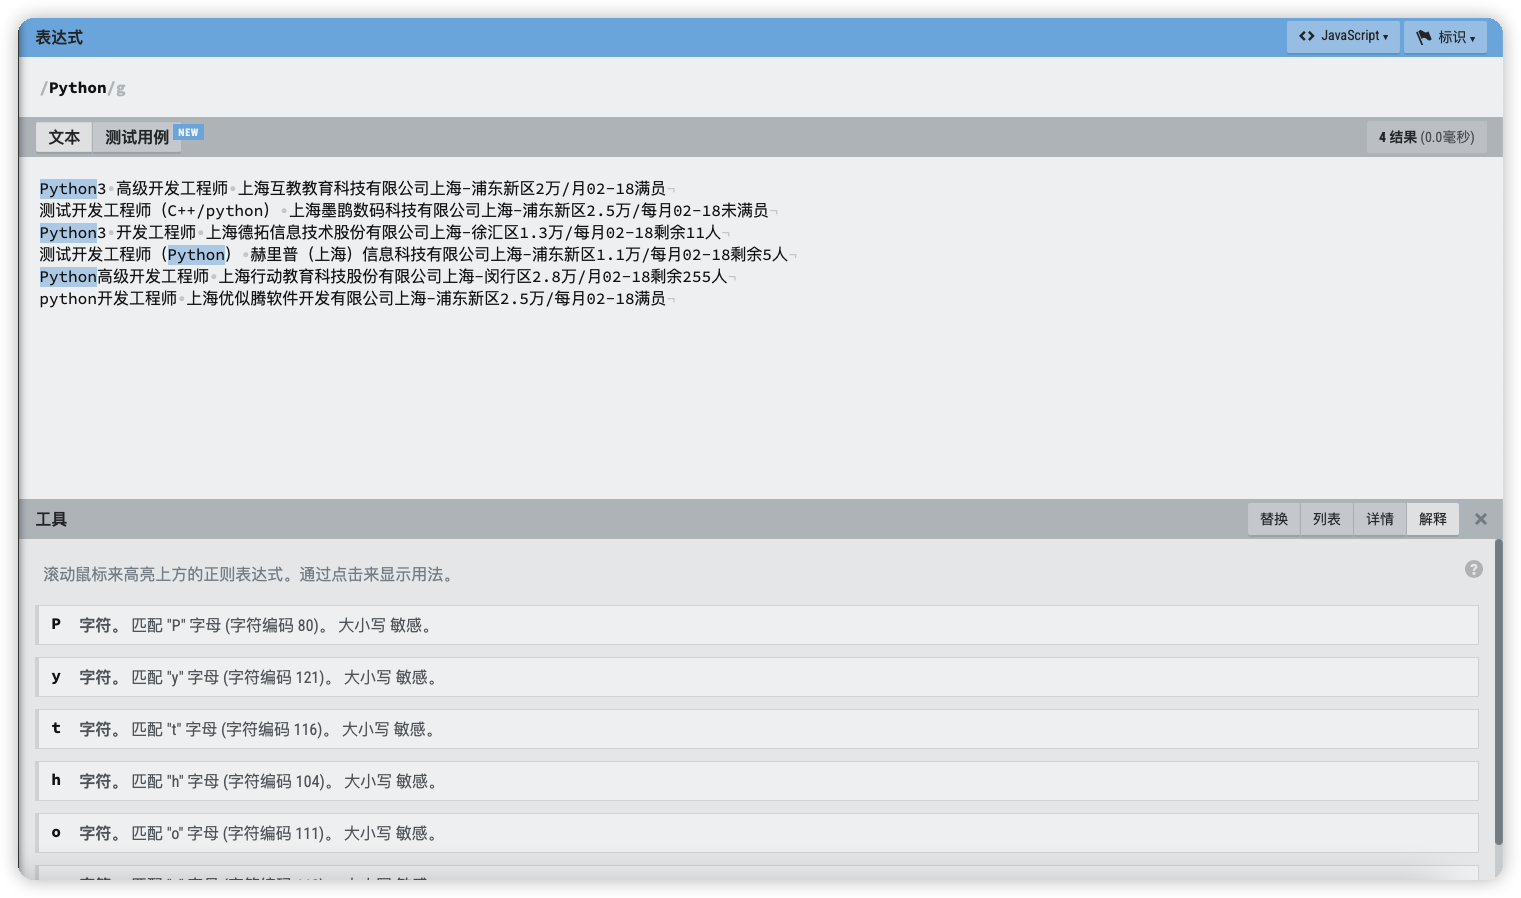 表达式
JavaScript
标识
/Python/g
文本
测试用例
NEW
4 结果 (0.0毫秒)
Python3 高级开发工程师 上海互教教育科技有限公司上海-浦东新区2万/月02-18满员
测试开发工程师（C++/python） 上海墨鹍数码科技有限公司上海-浦东新区2.5万/每月02-18未满员
Python3 开发工程师 上海德拓信息技术股份有限公司上海-徐汇区1.3万/每月02-18剩余11人
测试开发工程师（Python） 赫里普（上海）信息科技有限公司上海-浦东新区1.1万/每月02-18剩余5人
Python高级开发工程师 上海行动教育科技股份有限公司上海-闵行区2.8万/月02-18剩余255人
python开发工程师 上海优似腾软件开发有限公司上海-浦东新区2.5万/每月02-18满员
工具
替换
列表
详情
解释
滚动鼠标来高亮上方的正则表达式。通过点击来显示用法。
P 字符。 匹配 "P" 字母 (字符编码 80)。 大小写 敏感。
y 字符。 匹配 "y" 字母 (字符编码 121)。 大小写 敏感。
t 字符。 匹配 "t" 字母 (字符编码 116)。 大小写 敏感。
h 字符。 匹配 "h" 字母 (字符编码 104)。 大小写 敏感。
o 字符。 匹配 "o" 字母 (字符编码 111)。 大小写 敏感。